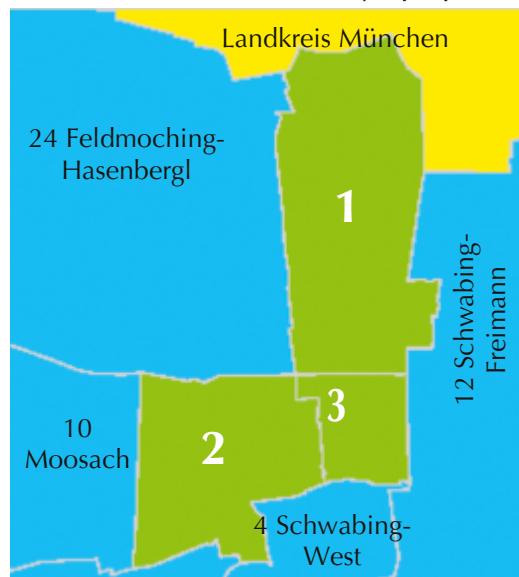 Landkreis München
24 Feldmoching-
Hasenbergl
1
12 Schwabing-
Freimann
3
10
Moosach
2
4 Schwabing-
West